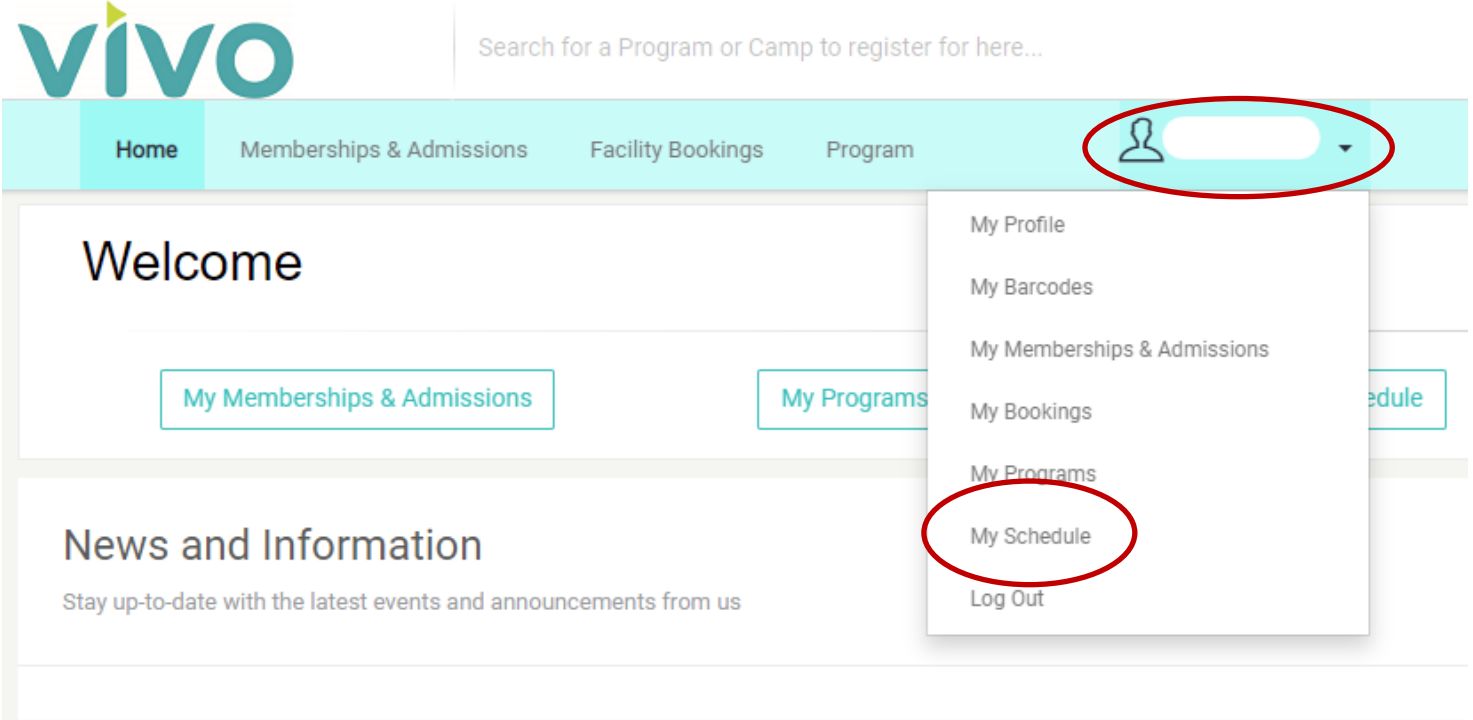 vivo
Search for a Program or Camp to register for here...
Home Memberships & Admissions Facility Bookings Program
My Profile
My Barcodes
My Memberships & Admissions
My Bookings
My Programs
My Schedule
Log Out
Welcome
My Memberships & Admissions My Programs edule
News and Information
Stay up-to-date with the latest events and announcements from us